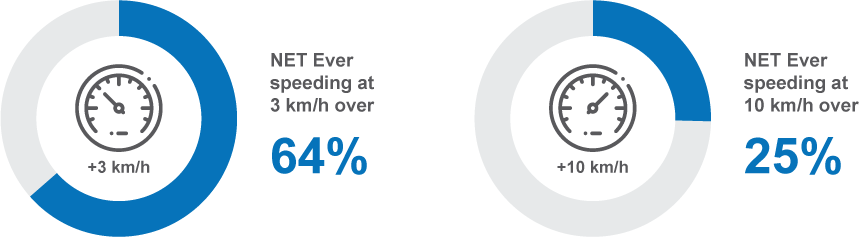 +3 km/h
NET Ever
speeding at
3 km/h over
64%
+10 km/h
NET Ever
speeding at
10 km/h over
25%